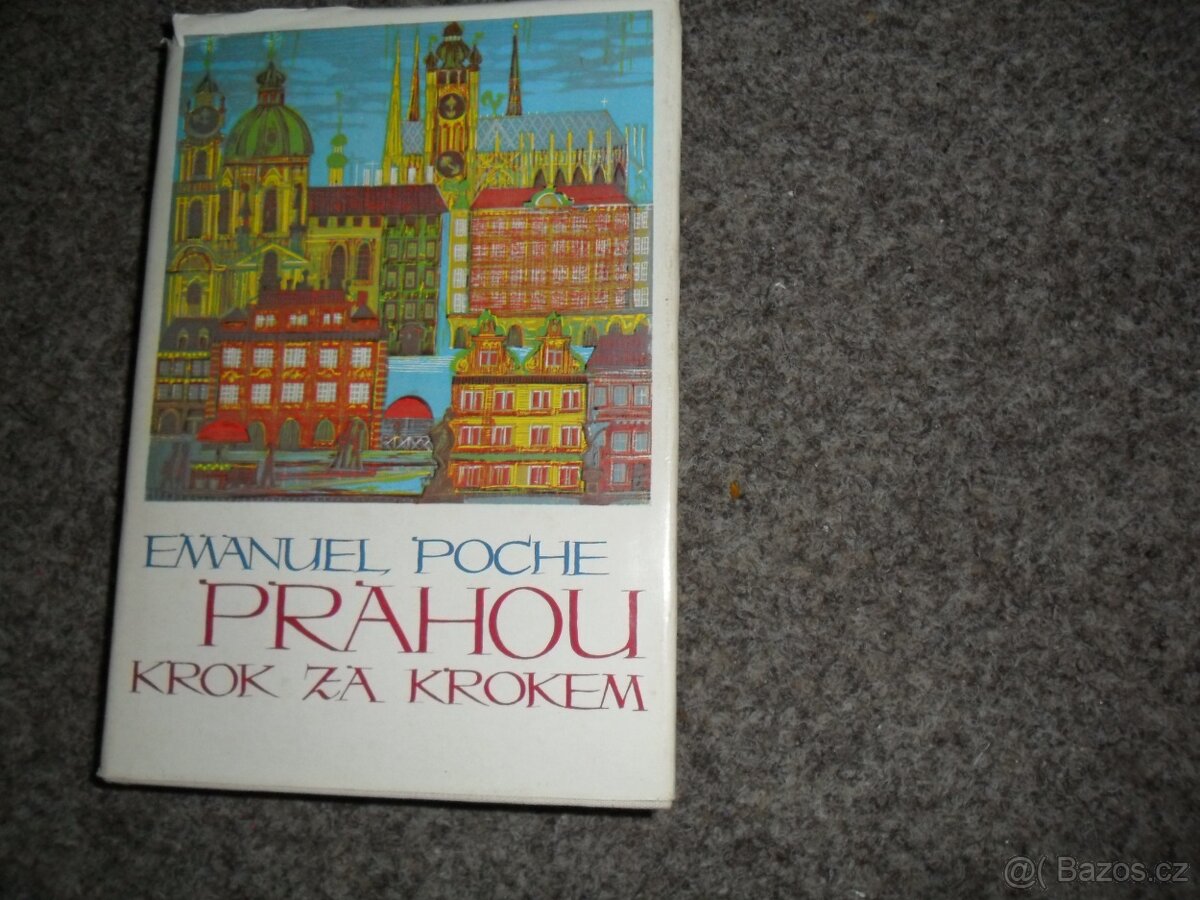 EMANUEL POCHE
PRAHOU
KROK ZA KROKEM
@( Bazos.cz